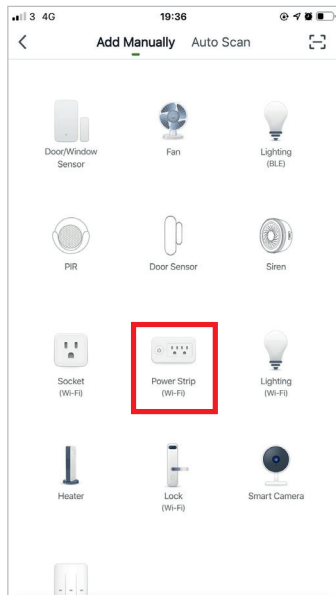 3 4G 19:36
Add Manually Auto Scan
Door/Window
Sensor
Fan
Lighting
(BLE)
PIR
Door Sensor
Siren
Socket
(Wi-Fi)
Power Strip
(Wi-Fi)
Lighting
(Wi-Fi)
Heater
Lock
(Wi-Fi)
Smart Camera